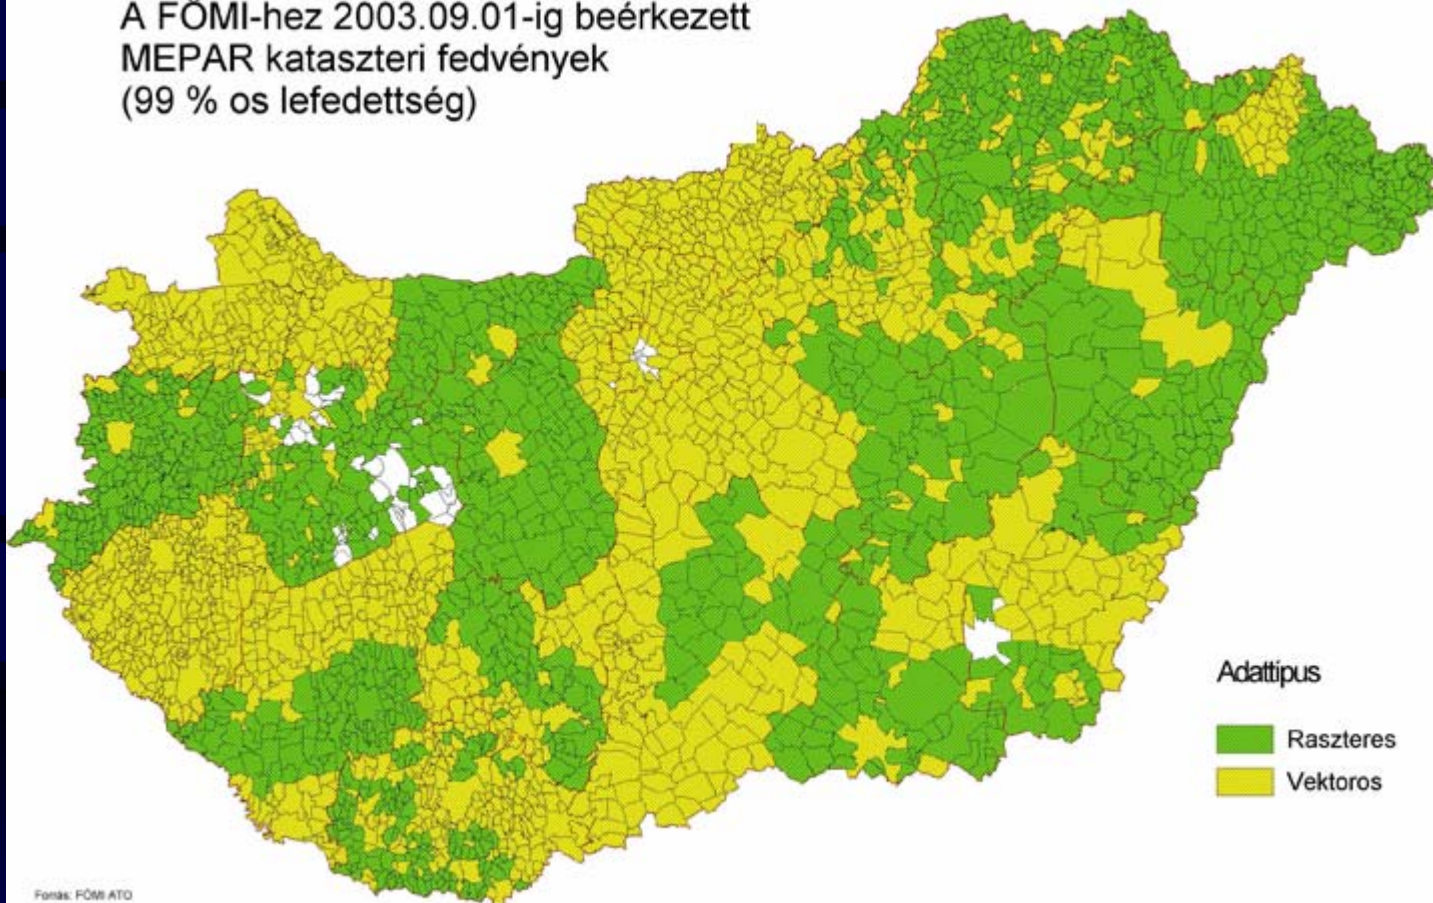 A FÖMI-hez 2003.09.01-ig beérkezett
MEPAR kataszteri fedvények
(99 % os lefedettség)
Adattípus
Raszteres
Vektoros
Forrás: FÖMI ATO